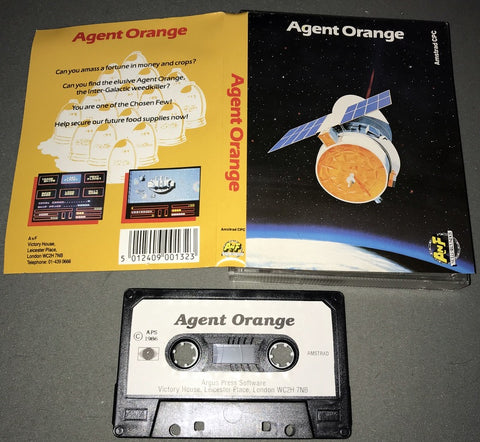 Agent Orange
Can you amass a fortune in money and crops?
Can you find the elusive Agent Orange,
the Inter-Galactic weedkiller?
You are one of the Chosen Few!
Help secure our future food supplies now!
A n F
Victory House,
Leicester Place,
London WC2H 7NB
Telephone: 01-439 0666
5 012409 001323
Agent Orange
Amstrad CPC
Agent Orange
Amstrad CPC
AnF
Agent Orange
© APS
1986
AMSTRAD
Argus Press Software
Victory House, Leicester Place, London WC2H 7NB